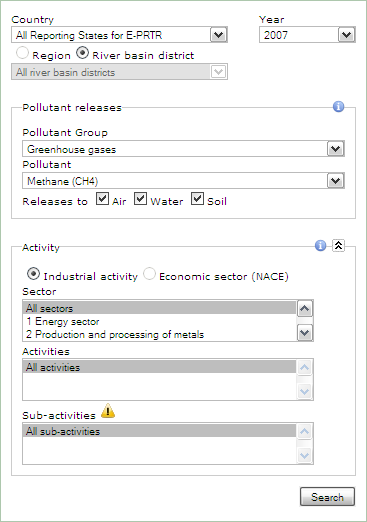 Country Year
All Reporting States for E-PRTR 2007
Region River basin district
All river basin districts
Pollutant releases
Pollutant Group
Greenhouse gases
Pollutant
Methane (CH4)
Releases to Air Water Soil
Activity
Industrial activity Economic sector (NACE)
Sector
All sectors
1 Energy sector
2 Production and processing of metals
Activities
All activities
Sub-activities
All sub-activities
Search